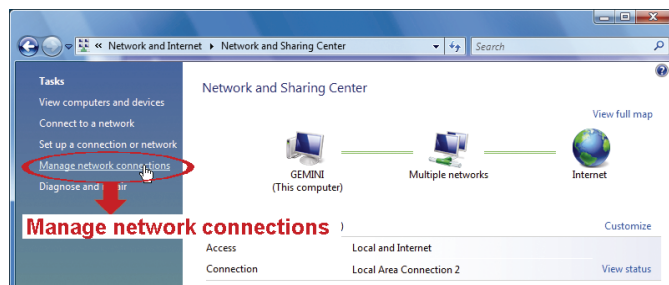 « Network and Internet ▸ Network and Sharing Center
Search
Tasks
View computers and devices
Connect to a network
Set up a connection or network
Manage network connections
Diagnose and
Manage network connections
Network and Sharing Center
View full map
GEMINI
(This computer)
Multiple networks
Internet
)
Customize
Access
Local and Internet
Connection
Local Area Connection 2
View status